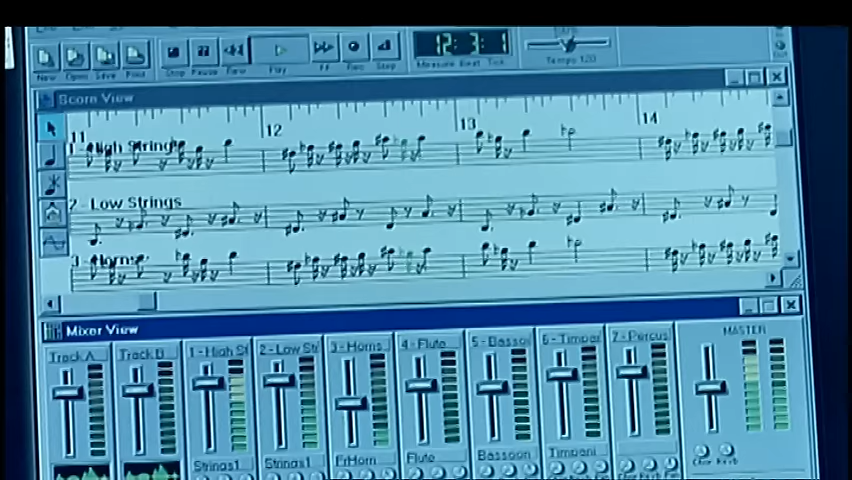 New Open Save Print Stop Pause Rew Play FF Rec Step
12: 3: 1
Measure Beat Tick
Tempo 120
Score View
11 12 13 14
1 - High Strings
2 - Low Strings
3 - Horns
Mixer View
Track A Track B 1 - High St 2 - Low Str 3 - Horns 4 - Flute 5 - Basso 6 - Timpan 7 - Percus MASTER
Strings1 Strings1 FrHorn Flute Bassoon Timpani